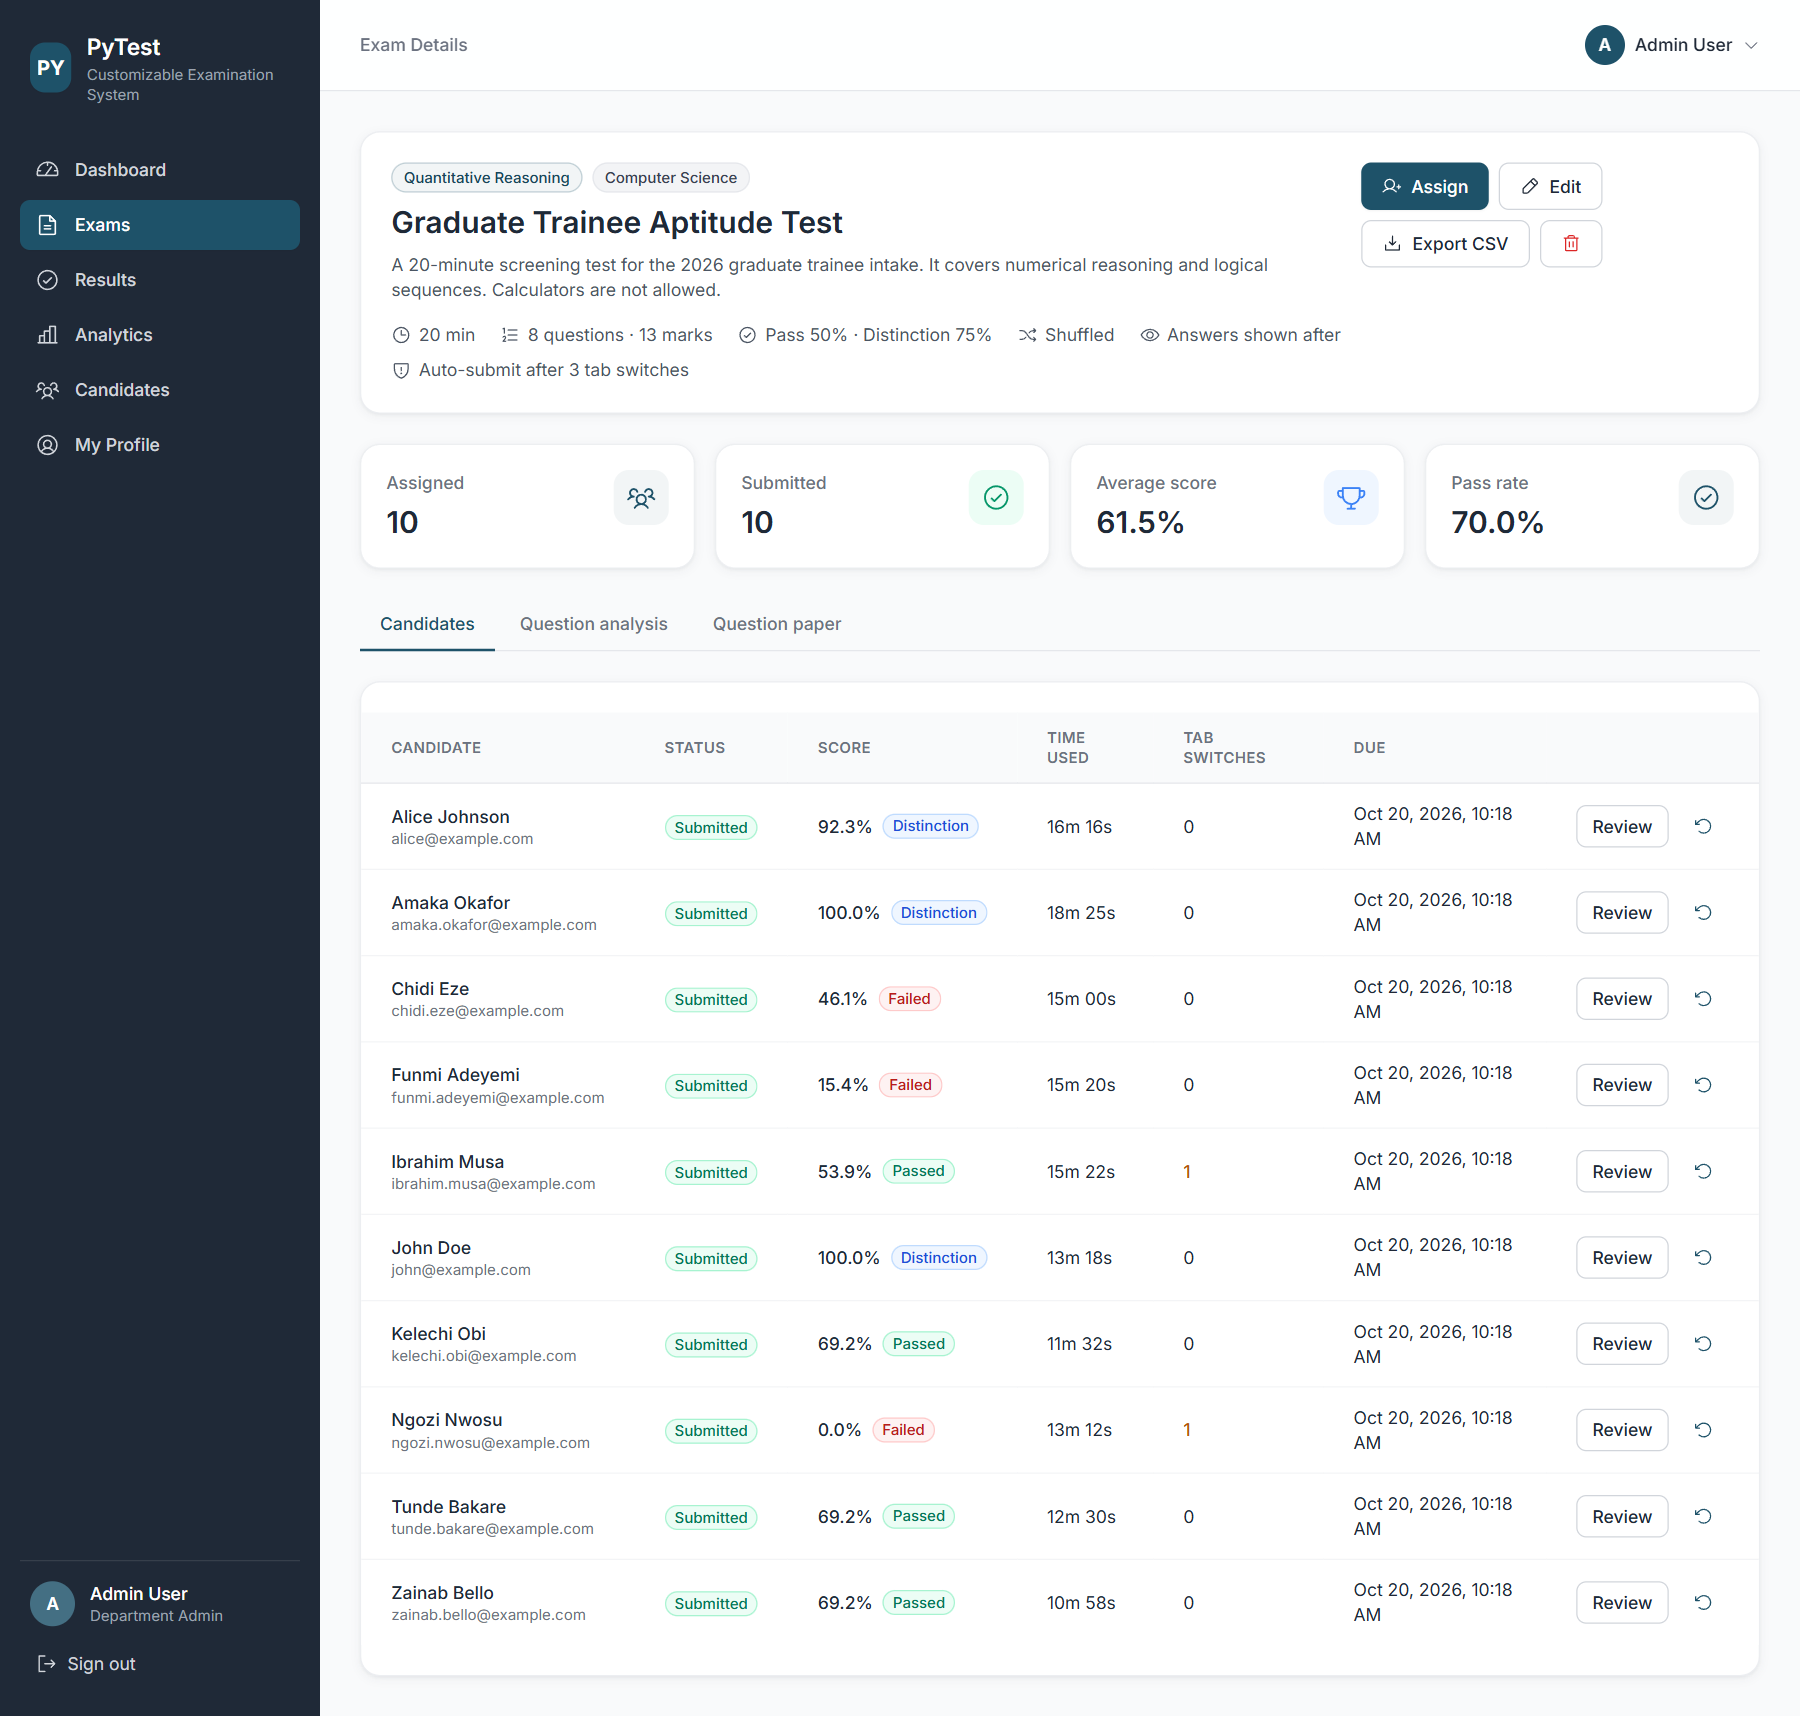 PY
PyTest
Customizable Examination
System
Dashboard
Exams
Results
Analytics
Candidates
My Profile
A
Admin User
Department Admin
Sign out
Exam Details
A Admin User
Quantitative Reasoning Computer Science
Graduate Trainee Aptitude Test
A 20-minute screening test for the 2026 graduate trainee intake. It covers numerical reasoning and logical
sequences. Calculators are not allowed.
20 min 8 questions · 13 marks Pass 50% · Distinction 75% Shuffled Answers shown after
Auto-submit after 3 tab switches
Assign Edit
Export CSV
Assigned
10
Submitted
10
Average score
61.5%
Pass rate
70.0%
Candidates Question analysis Question paper
CANDIDATE STATUS SCORE TIME USED TAB SWITCHES DUE
Alice Johnson
alice@example.com
Submitted 92.3% Distinction 16m 16s 0 Oct 20, 2026, 10:18 AM Review
Amaka Okafor
amaka.okafor@example.com
Submitted 100.0% Distinction 18m 25s 0 Oct 20, 2026, 10:18 AM Review
Chidi Eze
chidi.eze@example.com
Submitted 46.1% Failed 15m 00s 0 Oct 20, 2026, 10:18 AM Review
Funmi Adeyemi
funmi.adeyemi@example.com
Submitted 15.4% Failed 15m 20s 0 Oct 20, 2026, 10:18 AM Review
Ibrahim Musa
ibrahim.musa@example.com
Submitted 53.9% Passed 15m 22s 1 Oct 20, 2026, 10:18 AM Review
John Doe
john@example.com
Submitted 100.0% Distinction 13m 18s 0 Oct 20, 2026, 10:18 AM Review
Kelechi Obi
kelechi.obi@example.com
Submitted 69.2% Passed 11m 32s 0 Oct 20, 2026, 10:18 AM Review
Ngozi Nwosu
ngozi.nwosu@example.com
Submitted 0.0% Failed 13m 12s 1 Oct 20, 2026, 10:18 AM Review
Tunde Bakare
tunde.bakare@example.com
Submitted 69.2% Passed 12m 30s 0 Oct 20, 2026, 10:18 AM Review
Zainab Bello
zainab.bello@example.com
Submitted 69.2% Passed 10m 58s 0 Oct 20, 2026, 10:18 AM Review